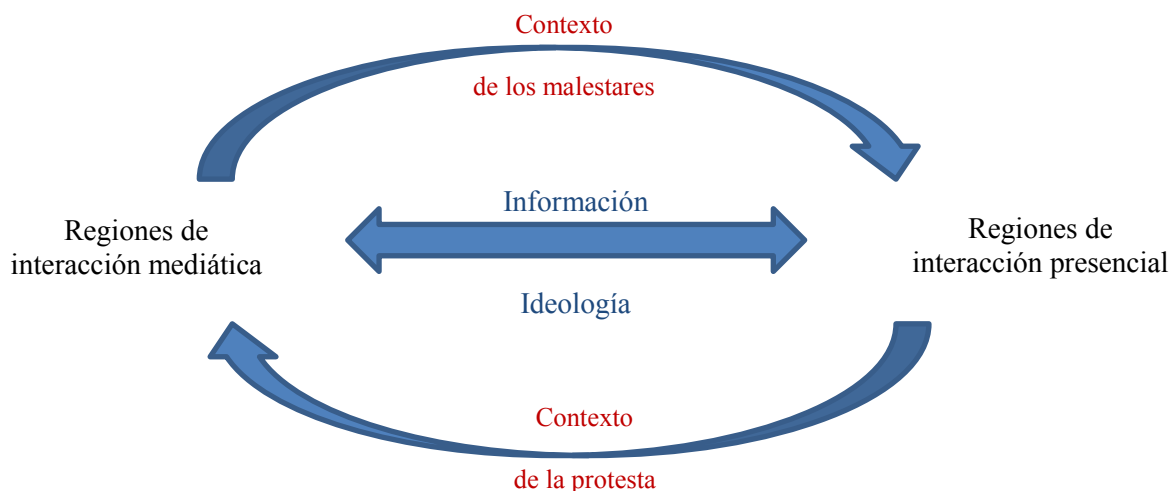 Contexto
de los malestares
Información
Regiones de
interacción mediática
Regiones de
interacción presencial
Ideología
Contexto
de la protesta